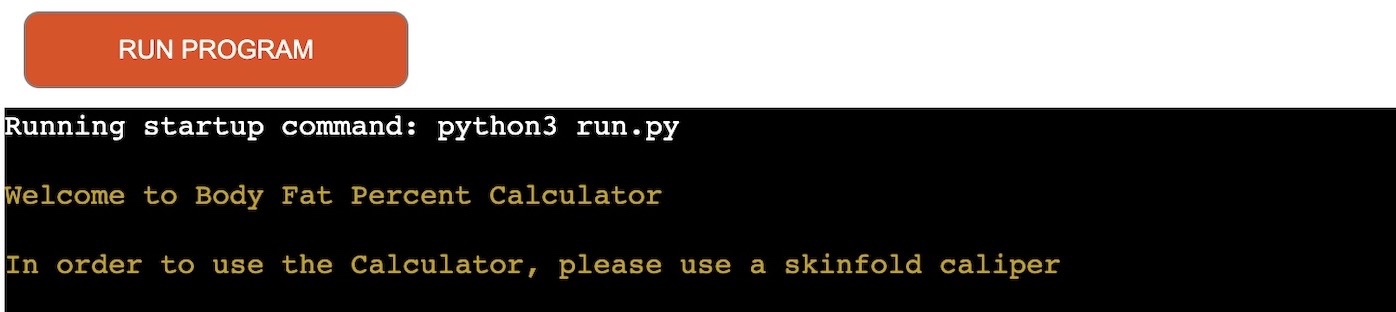 RUN PROGRAM
Running startup command: python3 run.py
Welcome to Body Fat Percent Calculator
In order to use the Calculator, please use a skinfold caliper